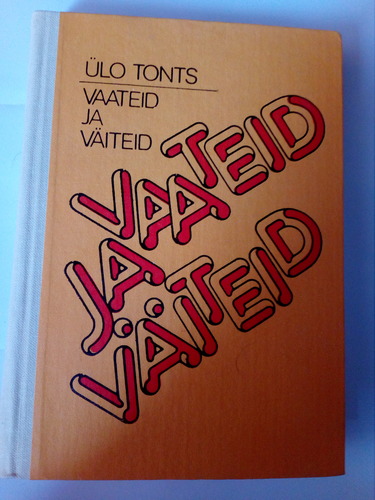 ÜLO TONTS
VAATEID
JA
VÄITEID
VAATEID
JA
VÄITEID